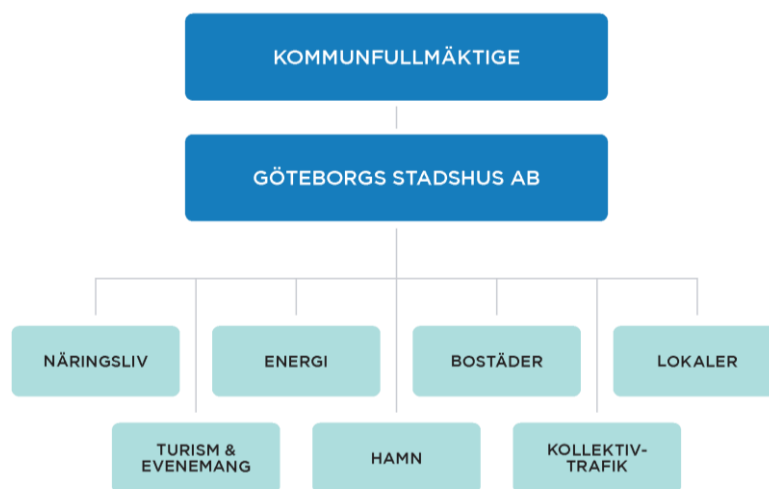 KOMMUNFULLMÄKTIGE
GÖTEBORGS STADSHUS AB
NÄRINGSLIV
ENERGI
BOSTÄDER
LOKALER
TURISM &
EVENEMANG
HAMN
KOLLEKTIV-
TRAFIK